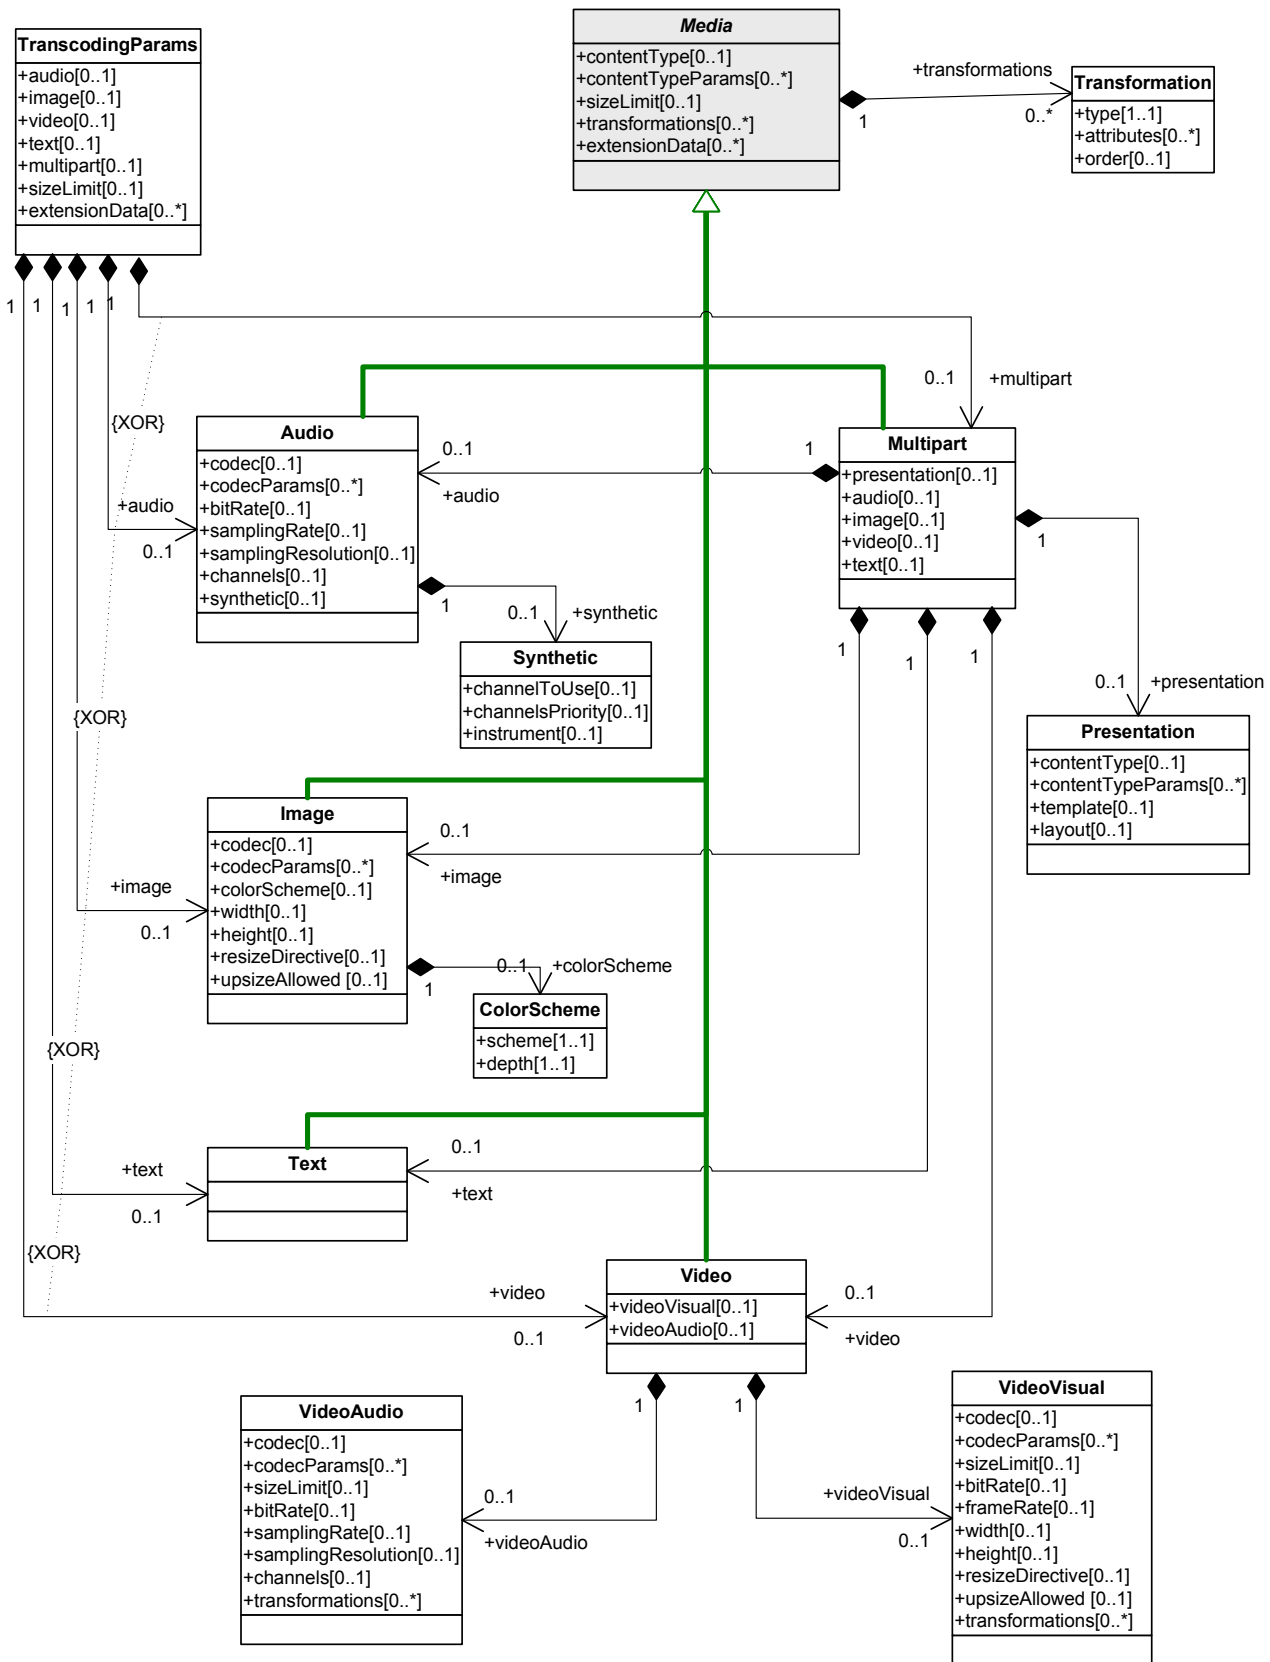 TranscodingParams
+audio[0..1]
+image[0..1]
+video[0..1]
+text[0..1]
+multipart[0..1]
+sizeLimit[0..1]
+extensionData[0..*]
Media
+contentType[0..1]
+contentTypeParams[0..*]
+sizeLimit[0..1]
+transformations[0..*]
+extensionData[0..*]
+transformations
1
0..*
Transformation
+type[1..1]
+attributes[0..*]
+order[0..1]
1
1
1
1
1
{XOR}
{XOR}
{XOR}
{XOR}
0..1
+multipart
+audio
0..1
Audio
+codec[0..1]
+codecParams[0..*]
+bitRate[0..1]
+samplingRate[0..1]
+samplingResolution[0..1]
+channels[0..1]
+synthetic[0..1]
0..1
+audio
1
Multipart
+presentation[0..1]
+audio[0..1]
+image[0..1]
+video[0..1]
+text[0..1]
1
1
0..1
+synthetic
Synthetic
+channelToUse[0..1]
+channelsPriority[0..1]
+instrument[0..1]
1
1
1
0..1
+presentation
Presentation
+contentType[0..1]
+contentTypeParams[0..*]
+template[0..1]
+layout[0..1]
+image
0..1
Image
+codec[0..1]
+codecParams[0..*]
+colorScheme[0..1]
+width[0..1]
+height[0..1]
+resizeDirective[0..1]
+upsizeAllowed [0..1]
0..1
+image
1
0..1
+colorScheme
ColorScheme
+scheme[1..1]
+depth[1..1]
+text
0..1
Text
0..1
+text
+video
0..1
Video
+videoVisual[0..1]
+videoAudio[0..1]
0..1
+video
1
1
VideoAudio
+codec[0..1]
+codecParams[0..*]
+sizeLimit[0..1]
+bitRate[0..1]
+samplingRate[0..1]
+samplingResolution[0..1]
+channels[0..1]
+transformations[0..*]
0..1
+videoAudio
+videoVisual
0..1
VideoVisual
+codec[0..1]
+codecParams[0..*]
+sizeLimit[0..1]
+bitRate[0..1]
+frameRate[0..1]
+width[0..1]
+height[0..1]
+resizeDirective[0..1]
+upsizeAllowed [0..1]
+transformations[0..*]